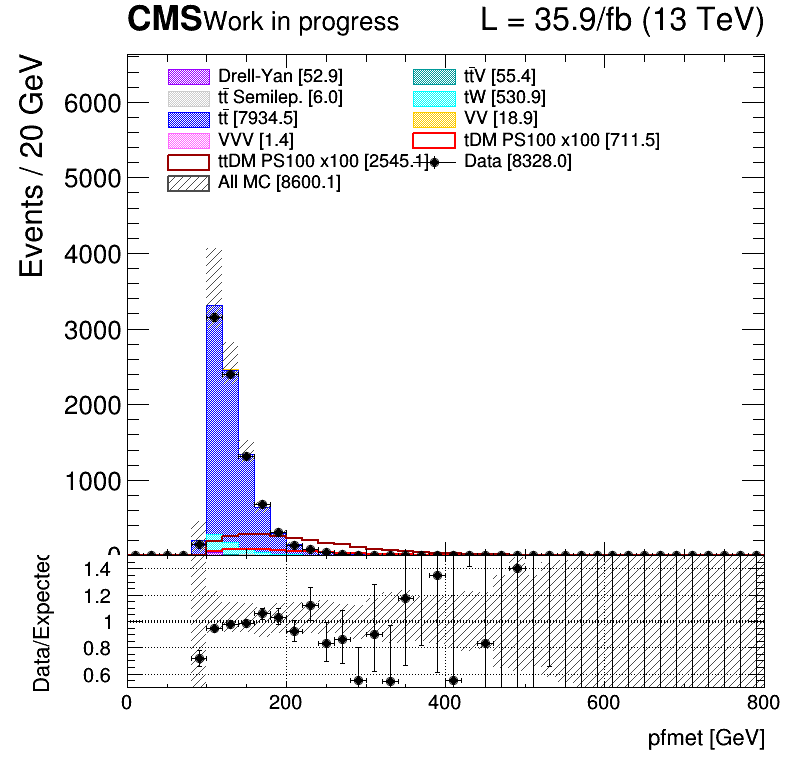 CMS Work in progress L = 35.9/fb (13 TeV)
Events / 20 GeV
Drell-Yan [52.9] tt̄V [55.4]
tt̄ Semilep. [6.0] tW [530.9]
tt̄ [7934.5] VV [18.9]
VVV [1.4] tDM PS100 x100 [711.5]
ttDM PS100 x100 [2545.1] Data [8328.0]
All MC [8600.1]
6000
5000
4000
3000
2000
1000
0
Data/Expected
1.4
1.2
1
0.8
0.6
0 200 400 600 800
pfmet [GeV]